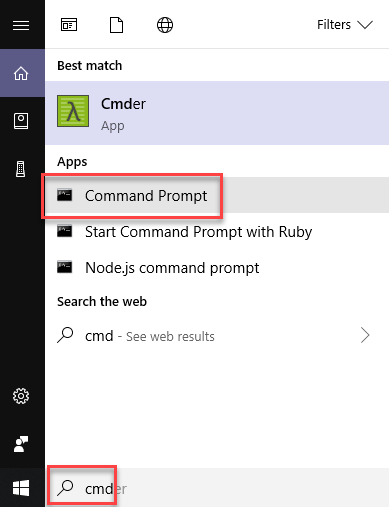 Filters
Best match
Cmder
App
Apps
Command Prompt
Start Command Prompt with Ruby
Node.js command prompt
Search the web
cmd - See web results
cmder